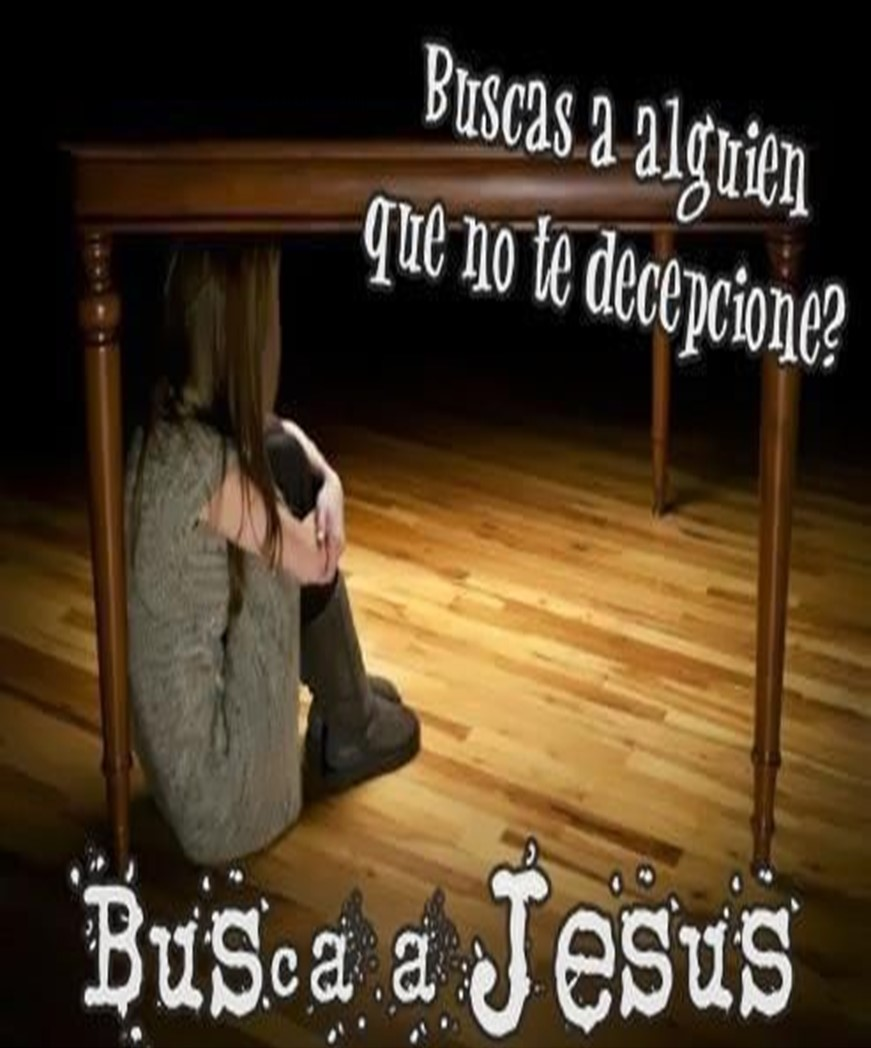 Buscas a alguien
que no te decepcione?
Busca a Jesus